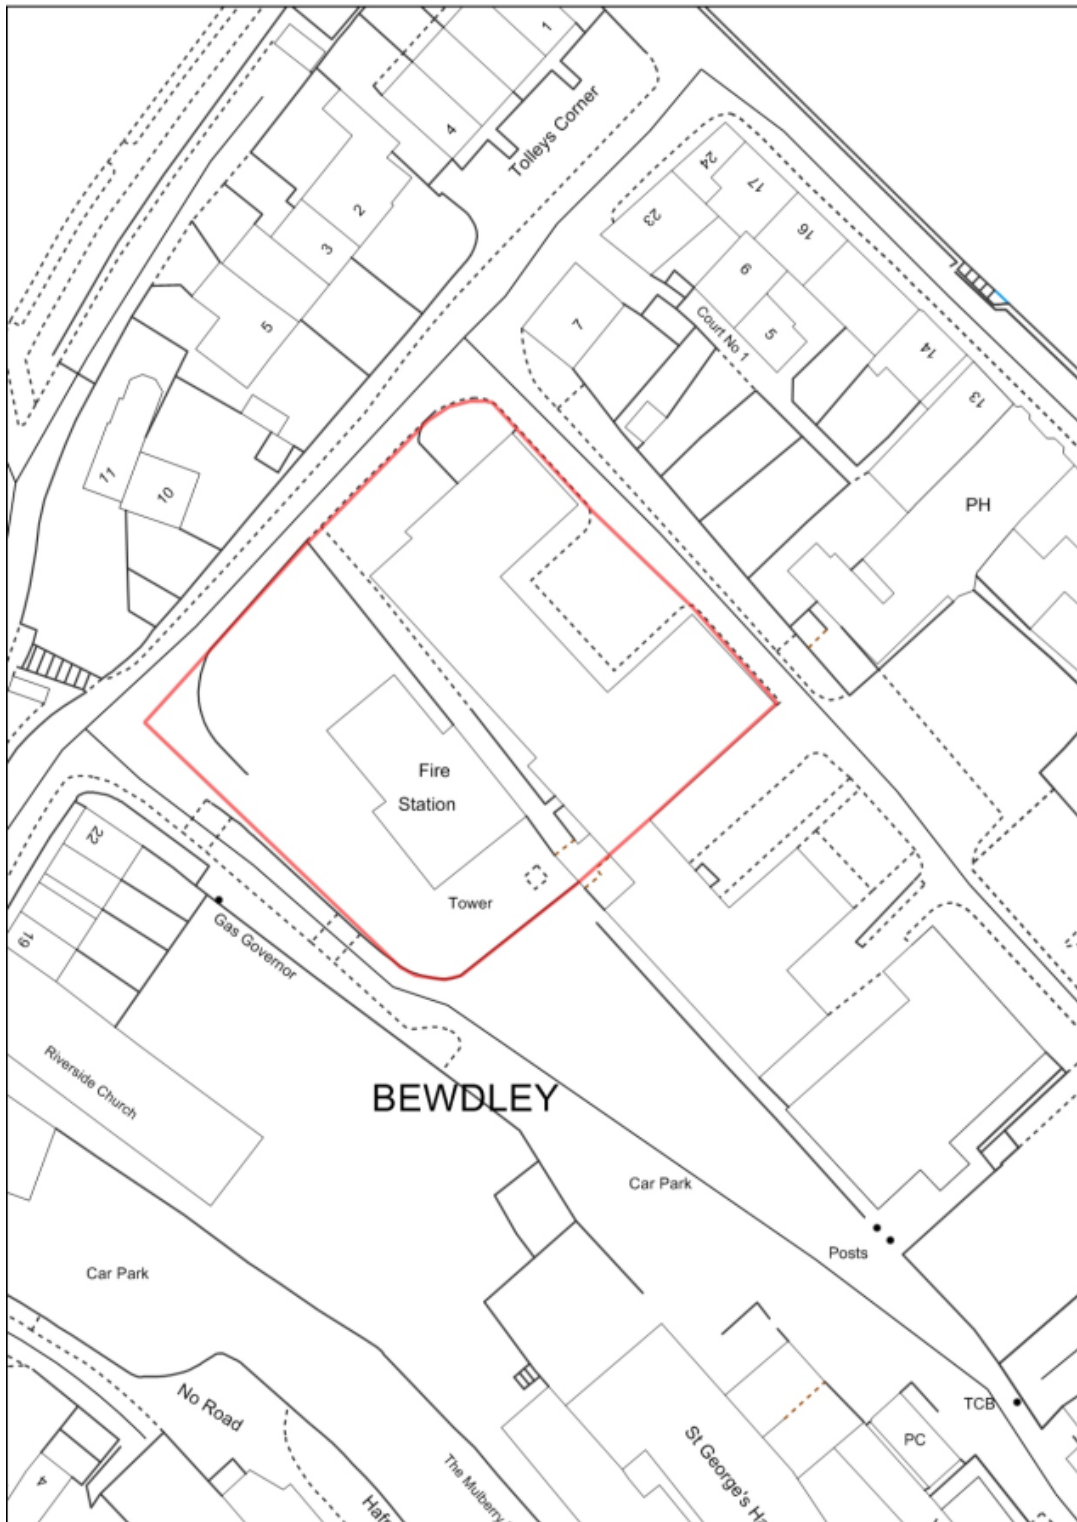 1
4
Tolleys Corner
2
3
5
11
10
24
17
23
16
6
5
7
Court No 1
14
13
PH
Fire
Station
Tower
22
19
Gas Governor
Riverside Church
BEWDLEY
Car Park
Car Park
Posts
No Road
4
The Mulberry
St George's
TCB
PC